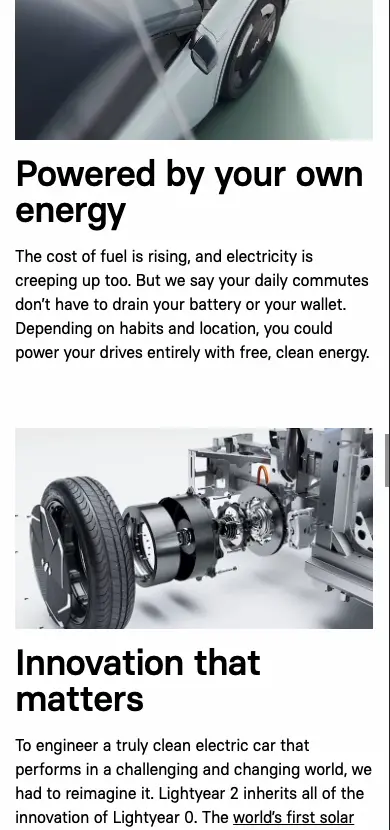 Powered by your own
energy
The cost of fuel is rising, and electricity is
creeping up too. But we say your daily commutes
don’t have to drain your battery or your wallet.
Depending on habits and location, you could
power your drives entirely with free, clean energy.
Innovation that
matters
To engineer a truly clean electric car that
performs in a challenging and changing world, we
had to reimagine it. Lightyear 2 inherits all of the
innovation of Lightyear 0. The world’s first solar